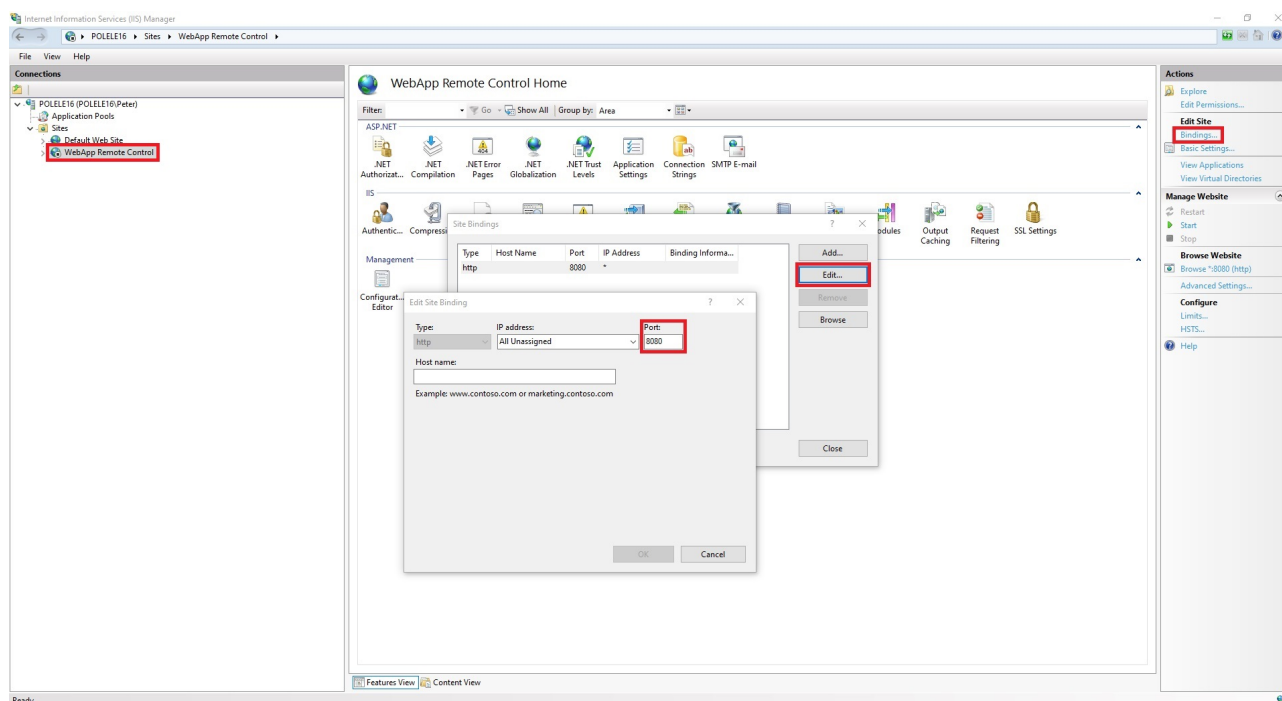 Internet Information Services (IIS) Manager
POLELE16 ▸ Sites ▸ WebApp Remote Control ▸
File View Help
Connections
POLELE16 (POLELE16\Peter)
Application Pools
Sites
Default Web Site
WebApp Remote Control
WebApp Remote Control Home
Filter: Go Show All Group by: Area
ASP.NET
.NET Authorizat...
.NET Compilation
.NET Error Pages
.NET Globalization
.NET Trust Levels
Application Settings
Connection Strings
SMTP E-mail
IIS
Authentic...
Compressi
odules
Output Caching
Request Filtering
SSL Settings
Management
Configurat... Editor
Site Bindings ?
Type Host Name Port IP Address Binding Informa...
http 8080 *
Add...
Edit...
Remove
Browse
Close
Edit Site Binding ?
Type: IP address: Port:
http All Unassigned 8080
Host name:
Example: www.contoso.com or marketing.contoso.com
OK Cancel
Features View Content View
Actions
Explore
Edit Permissions...
Edit Site
Bindings...
Basic Settings...
View Applications
View Virtual Directories
Manage Website
Restart
Start
Stop
Browse Website
Browse *:8080 (http)
Advanced Settings...
Configure
Limits...
HSTS...
Help
Ready